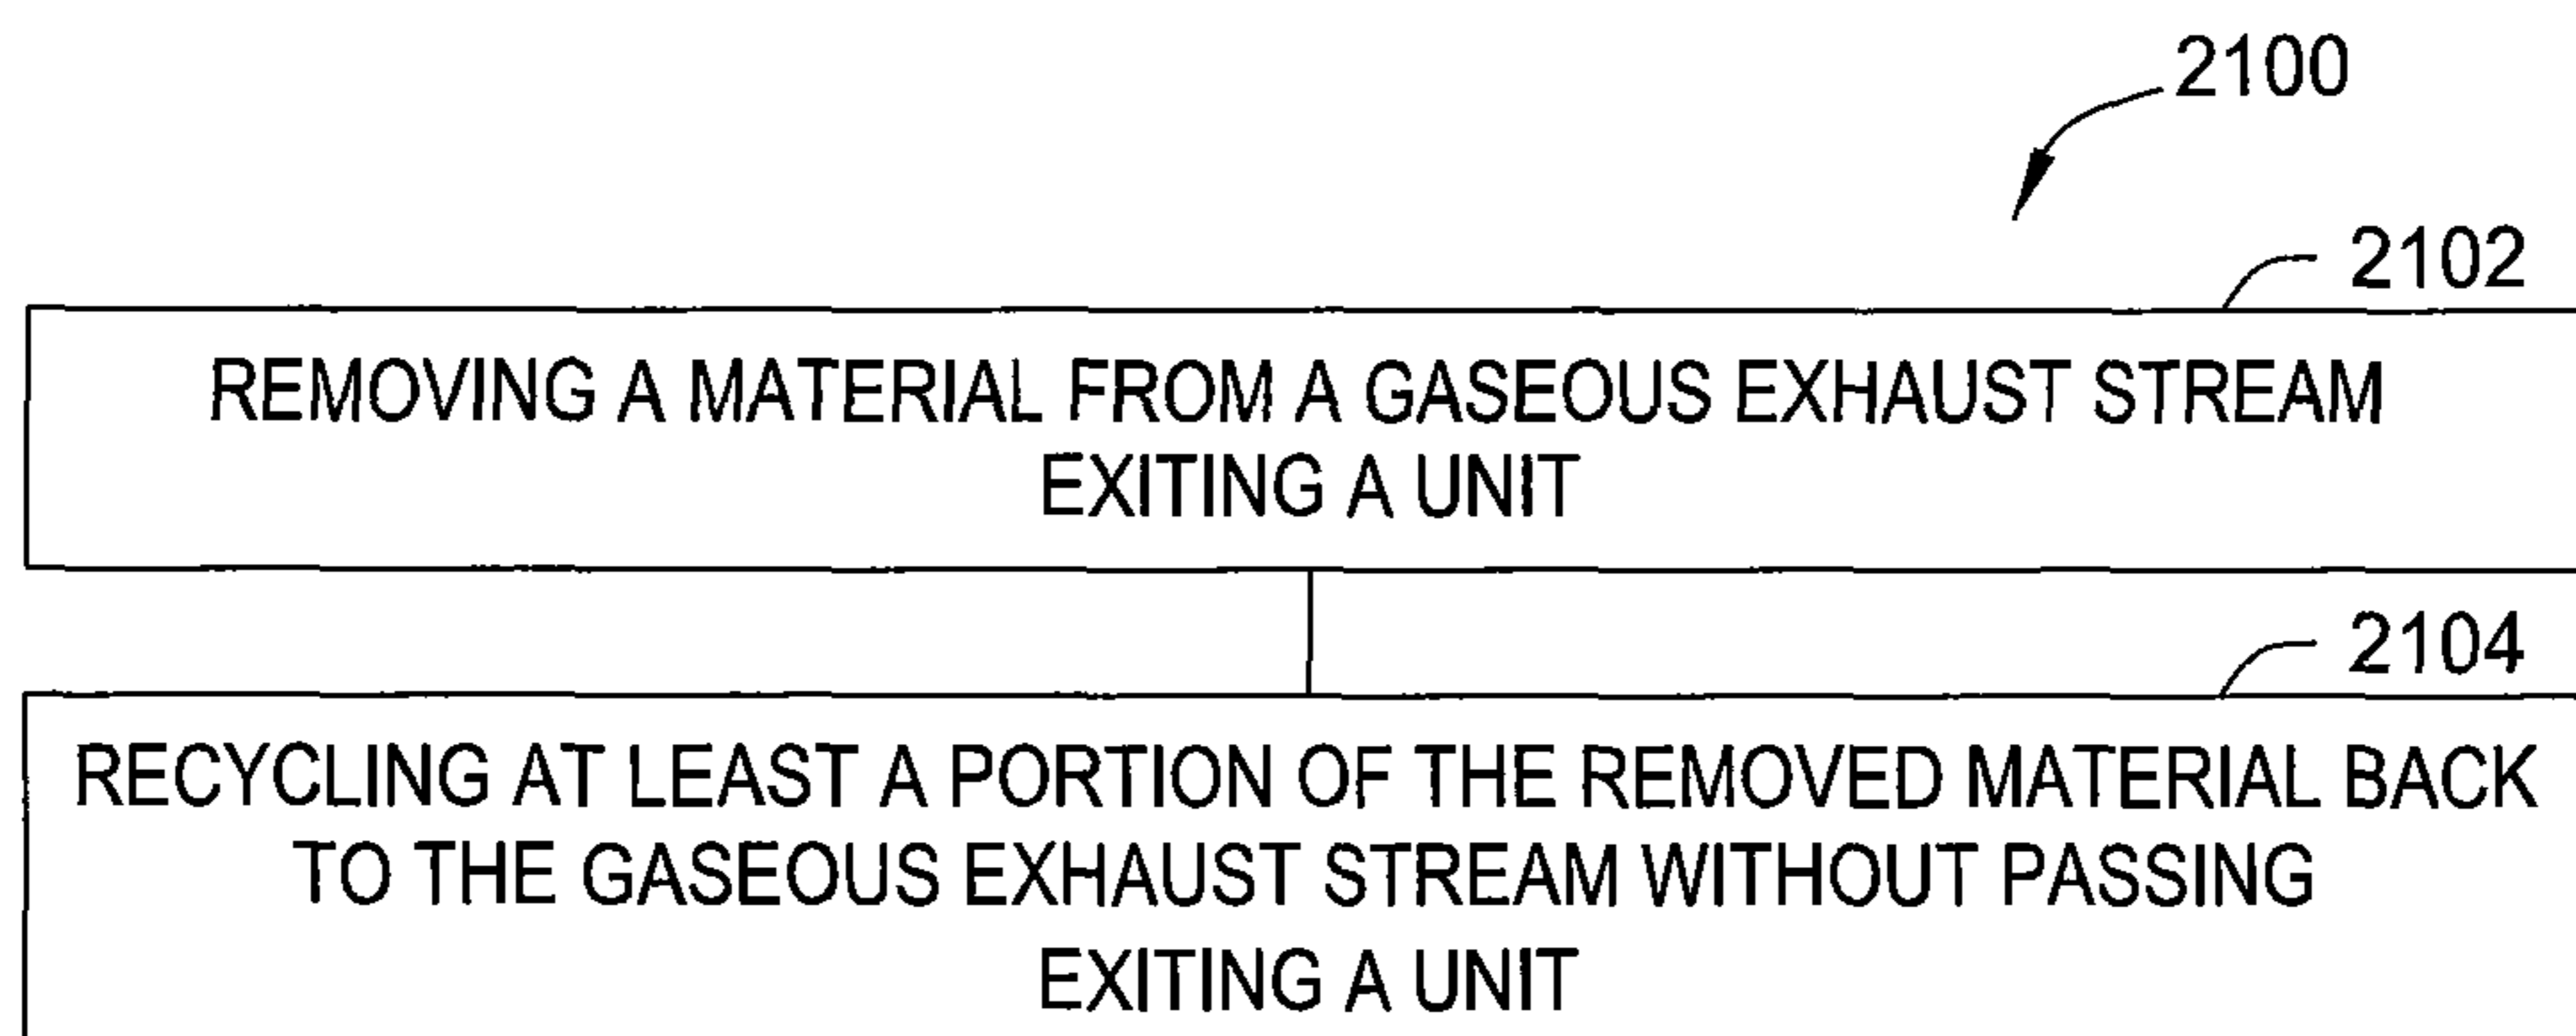 2100
2102
REMOVING A MATERIAL FROM A GASEOUS EXHAUST STREAM
EXITING A UNIT
2104
RECYCLING AT LEAST A PORTION OF THE REMOVED MATERIAL BACK
TO THE GASEOUS EXHAUST STREAM WITHOUT PASSING
EXITING A UNIT